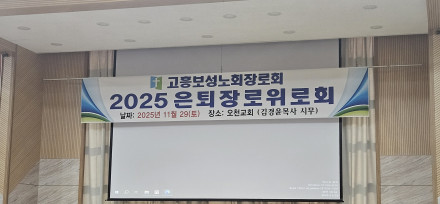 고흥보성노회장로회
2025 은퇴장로위로회
날짜: 2025년 11월 29(토) 장소: 오천교회 (김경윤목사 시무)